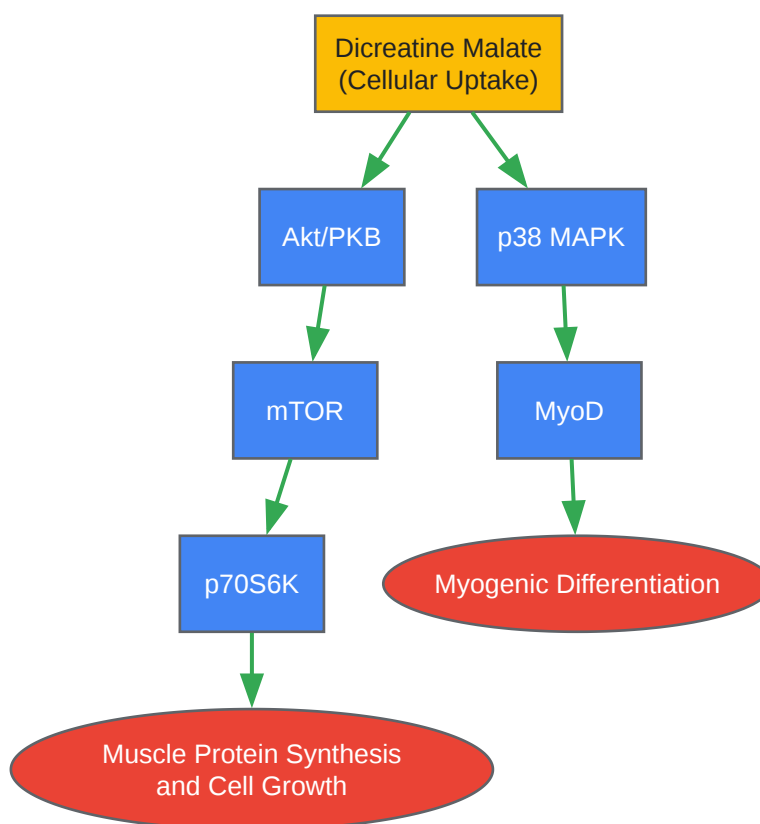 Dicreatine Malate
(Cellular Uptake)
Akt/PKB
p38 MAPK
mTOR
MyoD
p70S6K
Myogenic Differentiation
Muscle Protein Synthesis
and Cell Growth